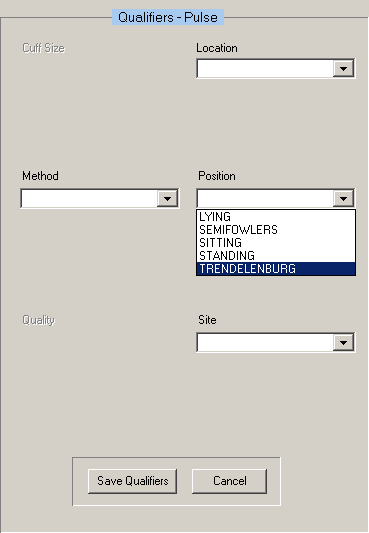 Qualifiers - Pulse
Cuff Size
Location
Method
Position
LYING
SEMIFOWLERS
SITTING
STANDING
TRENDELENBURG
Quality
Site
Save Qualifiers
Cancel